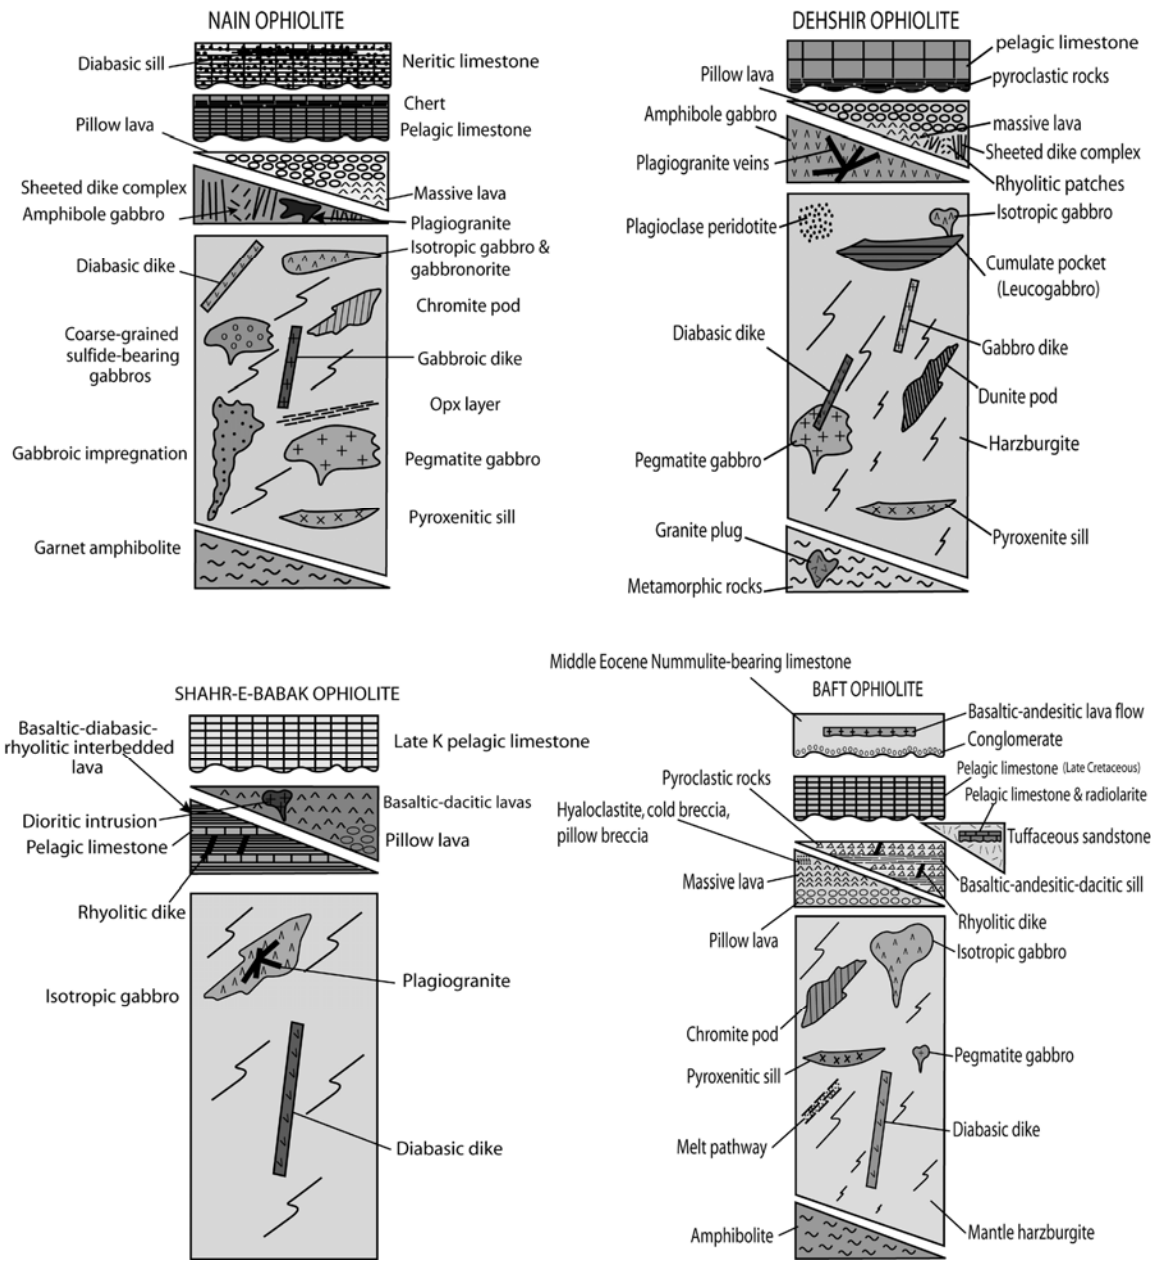 NAIN OPHIOLITE
Diabasic sill
Neritic limestone
Chert
Pelagic limestone
Pillow lava
Sheeted dike complex
Amphibole gabbro
Massive lava
Plagiogranite
Isotropic gabbro &
gabbronorite
Diabasic dike
Chromite pod
Coarse-grained
sulfide-bearing
gabbros
Gabbroic dike
Opx layer
Gabbroic impregnation
Pegmatite gabbro
Pyroxenitic sill
Garnet amphibolite
DEHSHIR OPHIOLITE
pelagic limestone
pyroclastic rocks
Pillow lava
Amphibole gabbro
massive lava
Sheeted dike complex
Plagiogranite veins
Rhyolitic patches
Isotropic gabbro
Plagioclase peridotite
Cumulate pocket
(Leucogabbro)
Diabasic dike
Gabbro dike
Dunite pod
Harzburgite
Pegmatite gabbro
Granite plug
Pyroxenite sill
Metamorphic rocks
SHAHR-E-BABAK OPHIOLITE
Basaltic-diabasic-
rhyolitic interbedded
lava
Late K pelagic limestone
Basaltic-dacitic lavas
Dioritic intrusion
Pelagic limestone
Pillow lava
Rhyolitic dike
Plagiogranite
Isotropic gabbro
Diabasic dike
Middle Eocene Nummulite-bearing limestone
BAFT OPHIOLITE
Basaltic-andesitic lava flow
Conglomerate
Pelagic limestone (Late Cretaceous)
Pyroclastic rocks
Pelagic limestone & radiolarite
Hyaloclastite, cold breccia,
pillow breccia
Tuffaceous sandstone
Massive lava
Basaltic-andesitic-dacitic sill
Rhyolitic dike
Pillow lava
Isotropic gabbro
Chromite pod
Pegmatite gabbro
Pyroxenitic sill
Diabasic dike
Melt pathway
Mantle harzburgite
Amphibolite